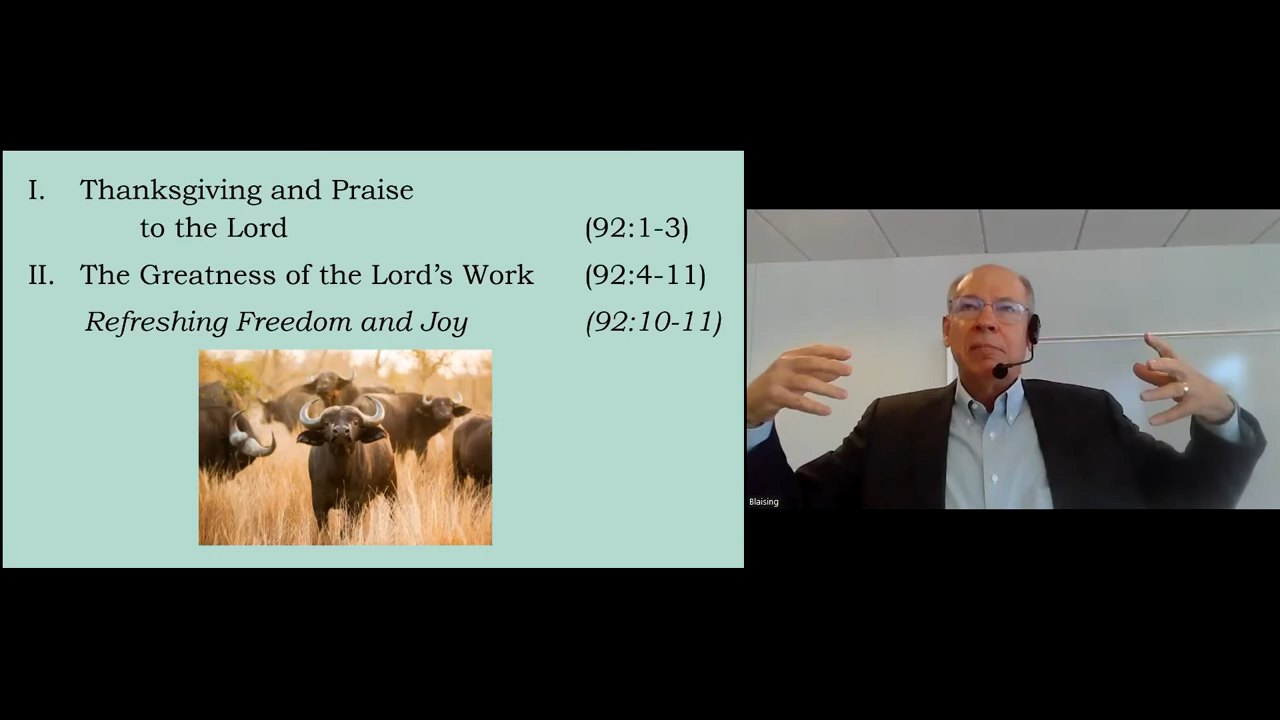 I. Thanksgiving and Praise
to the Lord (92:1-3)
II. The Greatness of the Lord’s Work (92:4-11)
Refreshing Freedom and Joy (92:10-11)
Blaising